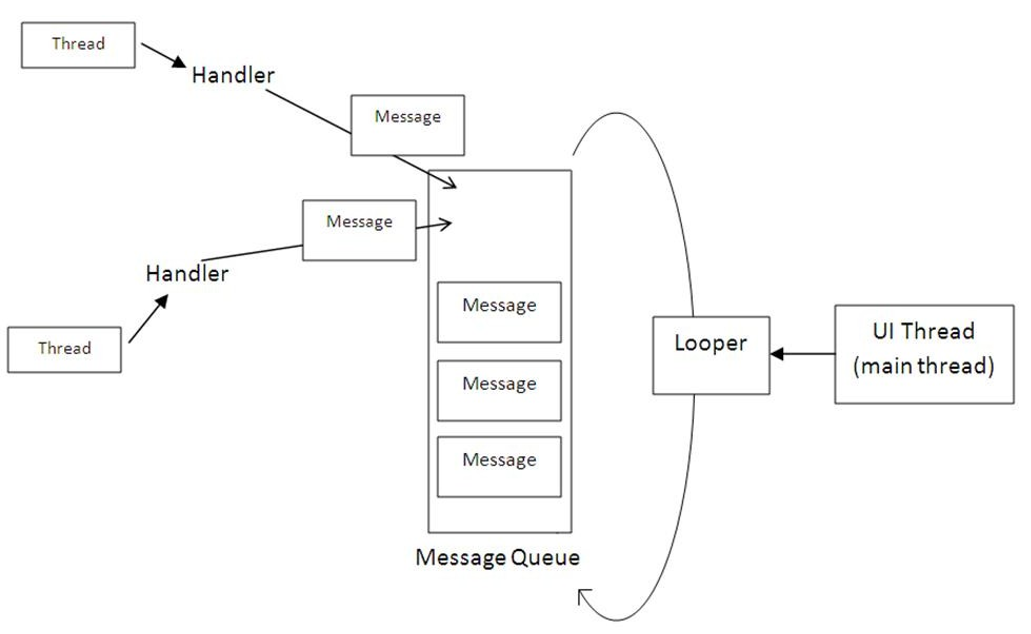 Thread
Handler
Message
Message
Handler
Thread
Message
Message
Message
Message Queue
Looper
UI Thread
(main thread)